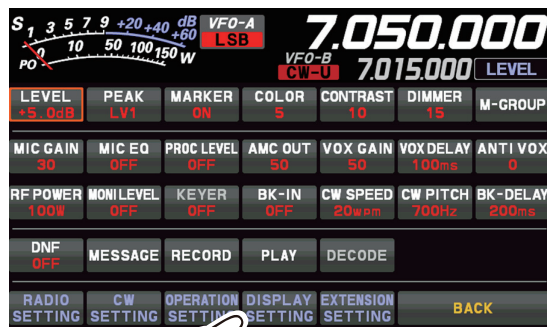 S 1 3 5 7 9 +20 +40 +60 dB VFO-A
LSB 7.050.000
PO 0 10 50 100 150 W
VFO-B
CW-U 7.015.000 LEVEL
LEVEL PEAK MARKER COLOR CONTRAST DIMMER M-GROUP
+5.0dB LV1 ON 5 10 15
MIC GAIN MIC EQ PROC LEVEL AMC OUT VOX GAIN VOX DELAY ANTI VOX
30 OFF OFF 50 50 100ms 0
RF POWER MONI LEVEL KEYER BK-IN CW SPEED CW PITCH BK-DELAY
100W OFF OFF OFF 20wpm 700Hz 200ms
DNF MESSAGE RECORD PLAY DECODE
OFF
RADIO CW OPERATION DISPLAY EXTENSION BACK
SETTING SETTING SETTING SETTING SETTING